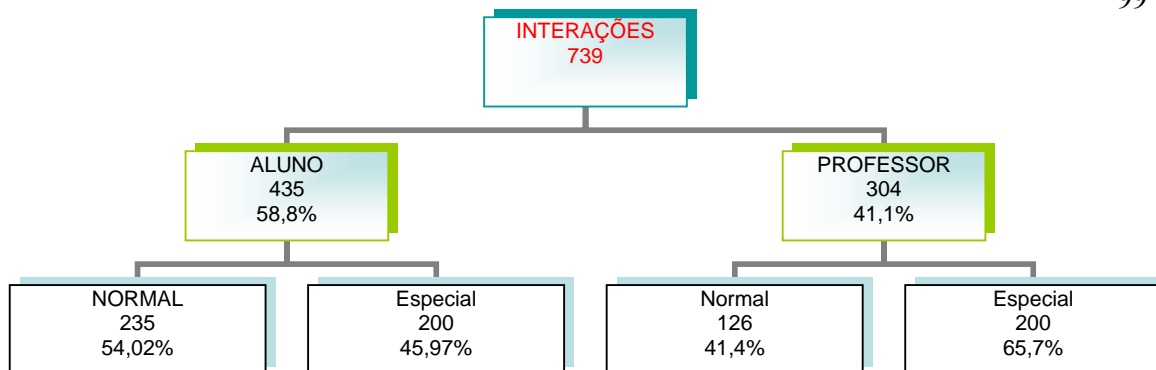 99
INTERAÇÕES
739
ALUNO
435
58,8%
PROFESSOR
304
41,1%
NORMAL
235
54,02%
Especial
200
45,97%
Normal
126
41,4%
Especial
200
65,7%